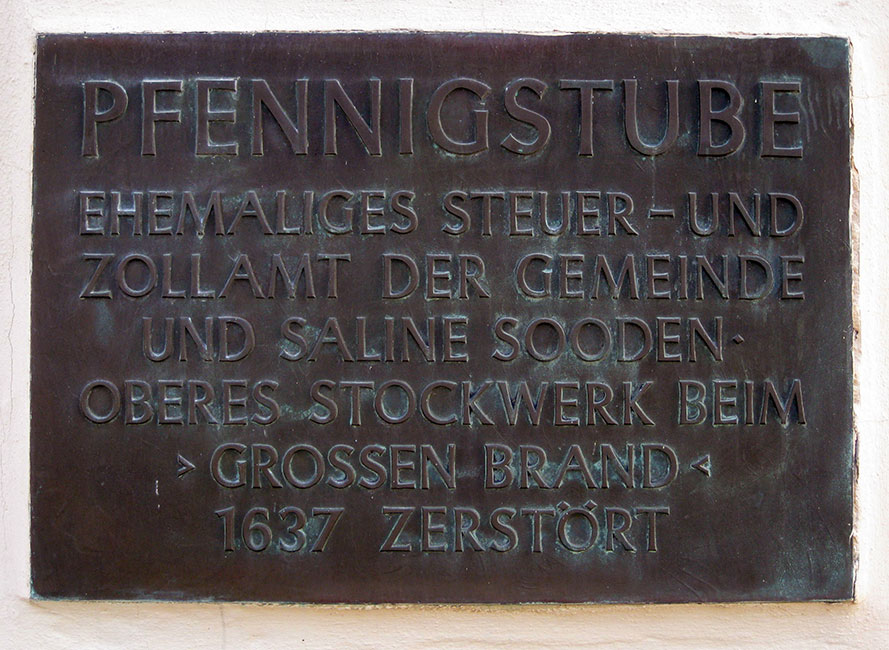 PFENNIGSTUBE
EHEMALIGES STEUER-UND
ZOLLAMT DER GEMEINDE
UND SALINE SOODEN·
OBERES STOCKWERK BEIM
>GROSSEN BRAND<
1637 ZERSTÖRT